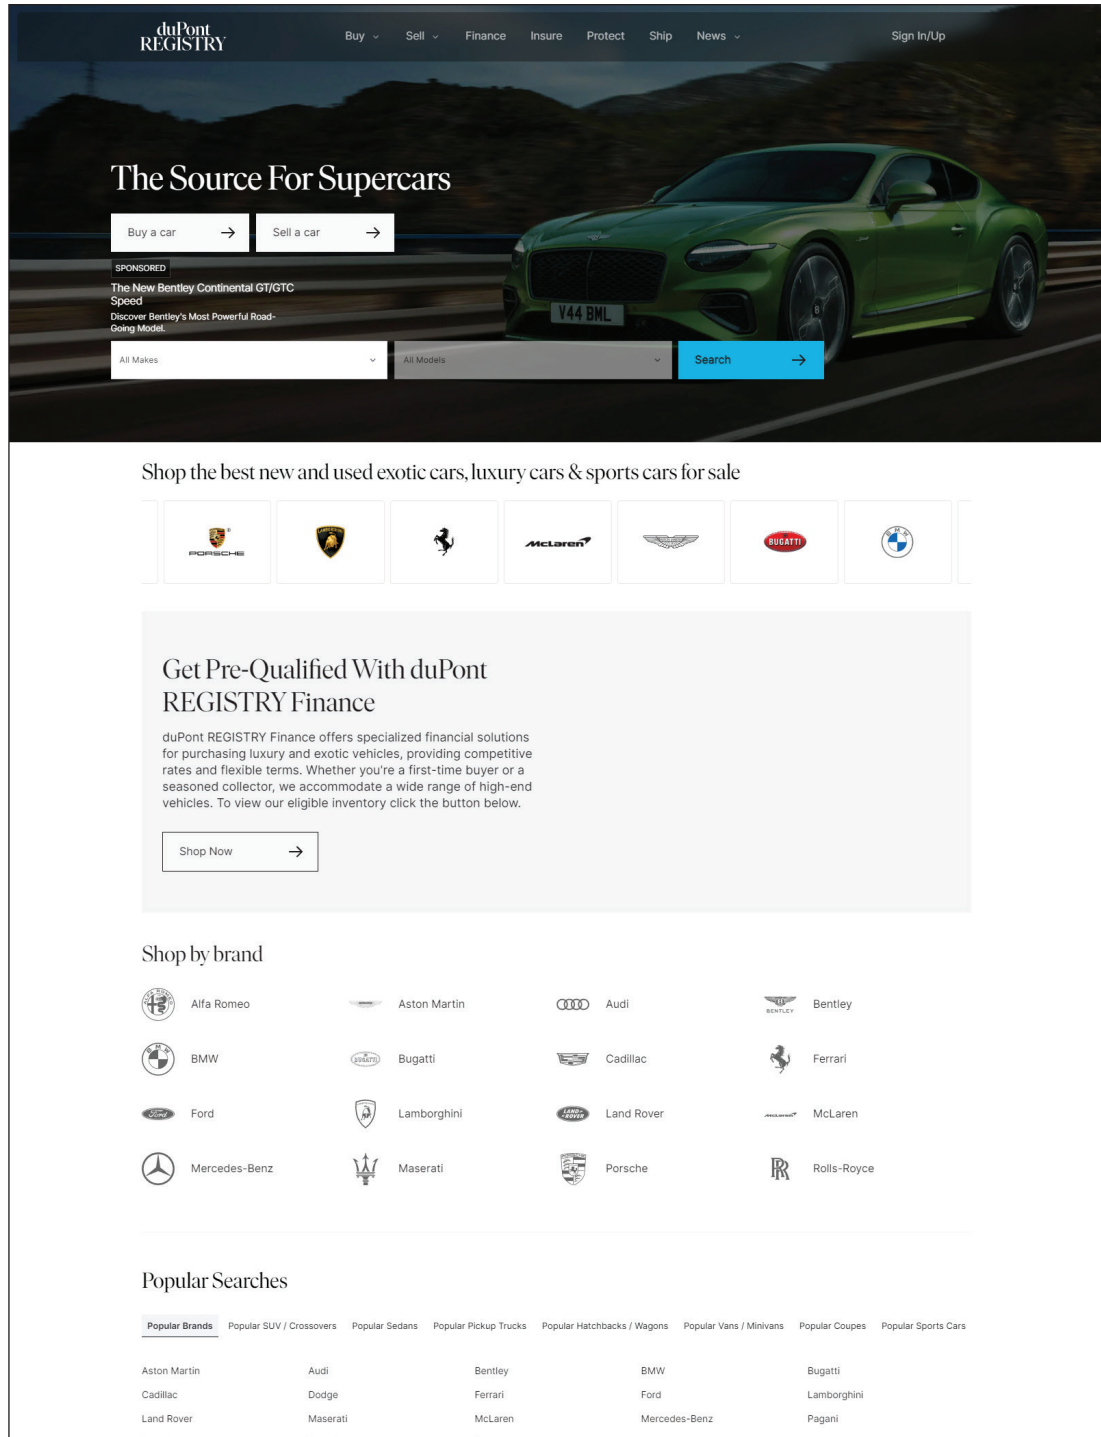 duPont
REGISTRY
Buy
Sell
Finance
Insure
Protect
Ship
News
Sign In/Up
The Source For Supercars
Buy a car
Sell a car
SPONSORED
The New Bentley Continental GT/GTC
Speed
Discover Bentley's Most Powerful Road-
Going Model.
V44 BML
All Makes
All Models
Search
Shop the best new and used exotic cars, luxury cars & sports cars for sale
PORSCHE
McLaren
BUGATTI
BMW
Get Pre-Qualified With duPont
REGISTRY Finance
duPont REGISTRY Finance offers specialized financial solutions
for purchasing luxury and exotic vehicles, providing competitive
rates and flexible terms. Whether you're a first-time buyer or a
seasoned collector, we accommodate a wide range of high-end
vehicles. To view our eligible inventory click the button below.
Shop Now
Shop by brand
Alfa Romeo
Aston Martin
Audi
BENTLEY
Bentley
BMW
BMW
BUGATTI
Bugatti
Cadillac
Ferrari
Ford
Ford
Lamborghini
LAND-
ROVER
Land Rover
McLaren
McLaren
Mercedes-Benz
Maserati
Porsche
RR
Rolls-Royce
Popular Searches
Popular Brands
Popular SUV / Crossovers
Popular Sedans
Popular Pickup Trucks
Popular Hatchbacks / Wagons
Popular Vans / Minivans
Popular Coupes
Popular Sports Cars
Aston Martin
Audi
Bentley
BMW
Bugatti
Cadillac
Dodge
Ferrari
Ford
Lamborghini
Land Rover
Maserati
McLaren
Mercedes-Benz
Pagani